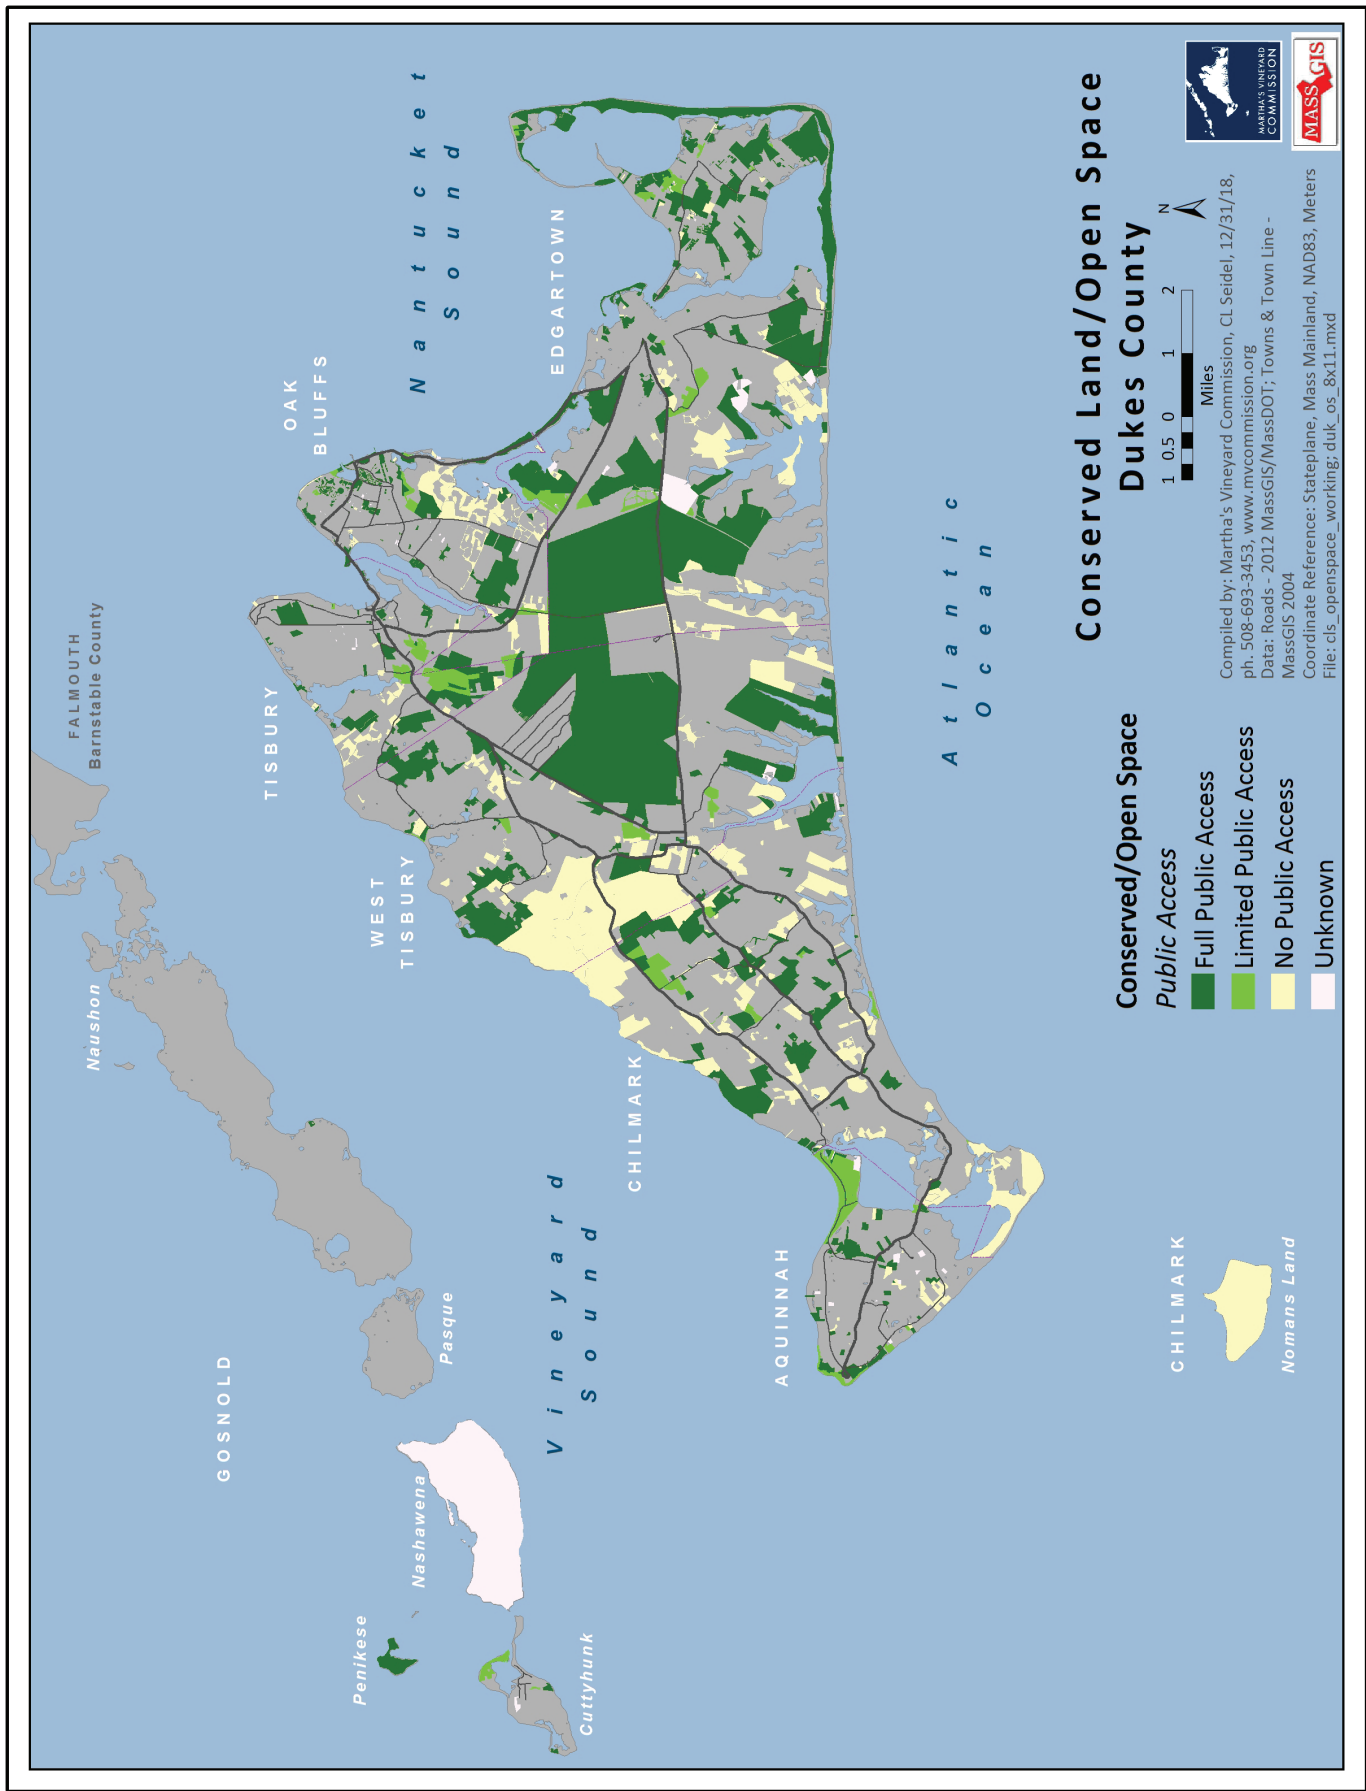 Conserved Land/Open Space
Dukes County
N
1 0.5 0 1 2
Miles
Compiled by: Martha's Vineyard Commission, CL Seidel, 12/31/18,
ph. 508-693-3453, www.mvcommission.org
Data: Roads - 2012 MassGIS/MassDOT; Towns & Town Line -
MassGIS 2004
Coordinate Reference: Stateplane, Mass Mainland, NAD83, Meters
File: cls_openspace_working; duk_os_8x11.mxd
MARTHA'S VINEYARD
COMMISSION
MASSGIS
Conserved/Open Space
Public Access
Full Public Access
Limited Public Access
No Public Access
Unknown
FALMOUTH
Barnstable County
Naushon
GOSNOLD
Pasque
Nashawena
Penikese
Cuttyhunk
Vineyard
Sound
Nantucket
Sound
OAK
BLUFFS
TISBURY
EDGARTOWN
WEST
TISBURY
CHILMARK
AQUINNAH
Atlantic
Ocean
CHILMARK
Nomans Land